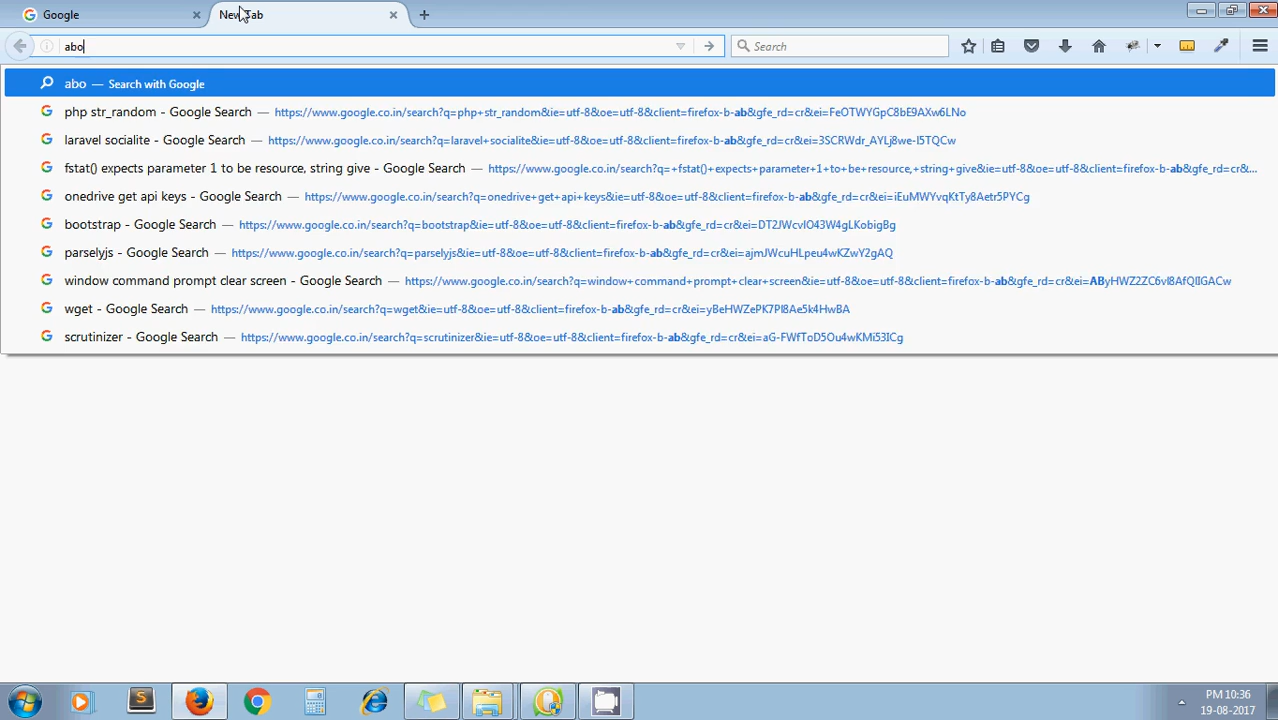 Google
New Tab
abo
Search
abo — Search with Google
php str_random - Google Search — https://www.google.co.in/search?q=php+str_random&ie=utf-8&oe=utf-8&client=firefox-b-ab&gfe_rd=cr&ei=FeOTWYGpC8bF9AXw6LNo
laravel socialite - Google Search — https://www.google.co.in/search?q=laravel+socialite&ie=utf-8&oe=utf-8&client=firefox-b-ab&gfe_rd=cr&ei=3SCRWdr_AYLj8we-I5TQCw
fstat() expects parameter 1 to be resource, string give - Google Search — https://www.google.co.in/search?q=+fstat()+expects+parameter+1+to+be+resource,+string+give&ie=utf-8&oe=utf-8&client=firefox-b-ab&gfe_rd=cr&...
onedrive get api keys - Google Search — https://www.google.co.in/search?q=onedrive+get+api+keys&ie=utf-8&oe=utf-8&client=firefox-b-ab&gfe_rd=cr&ei=iEuMWYvqKtTy8Aetr5PYCg
bootstrap - Google Search — https://www.google.co.in/search?q=bootstrap&ie=utf-8&oe=utf-8&client=firefox-b-ab&gfe_rd=cr&ei=DT2JWcvIO43W4gLKobigBg
parselyjs - Google Search — https://www.google.co.in/search?q=parselyjs&ie=utf-8&oe=utf-8&client=firefox-b-ab&gfe_rd=cr&ei=ajmJWcuHLpeu4wKZwY2gAQ
window command prompt clear screen - Google Search — https://www.google.co.in/search?q=window+command+prompt+clear+screen&ie=utf-8&oe=utf-8&client=firefox-b-ab&gfe_rd=cr&ei=AByHWZ2ZC6vI8AfQlIGACw
wget - Google Search — https://www.google.co.in/search?q=wget&ie=utf-8&oe=utf-8&client=firefox-b-ab&gfe_rd=cr&ei=yBeHWZePK7PI8Ae5k4HwBA
scrutinizer - Google Search — https://www.google.co.in/search?q=scrutinizer&ie=utf-8&oe=utf-8&client=firefox-b-ab&gfe_rd=cr&ei=aG-FWfToD5Ou4wKMi53ICg
PM 10:36
19-08-2017